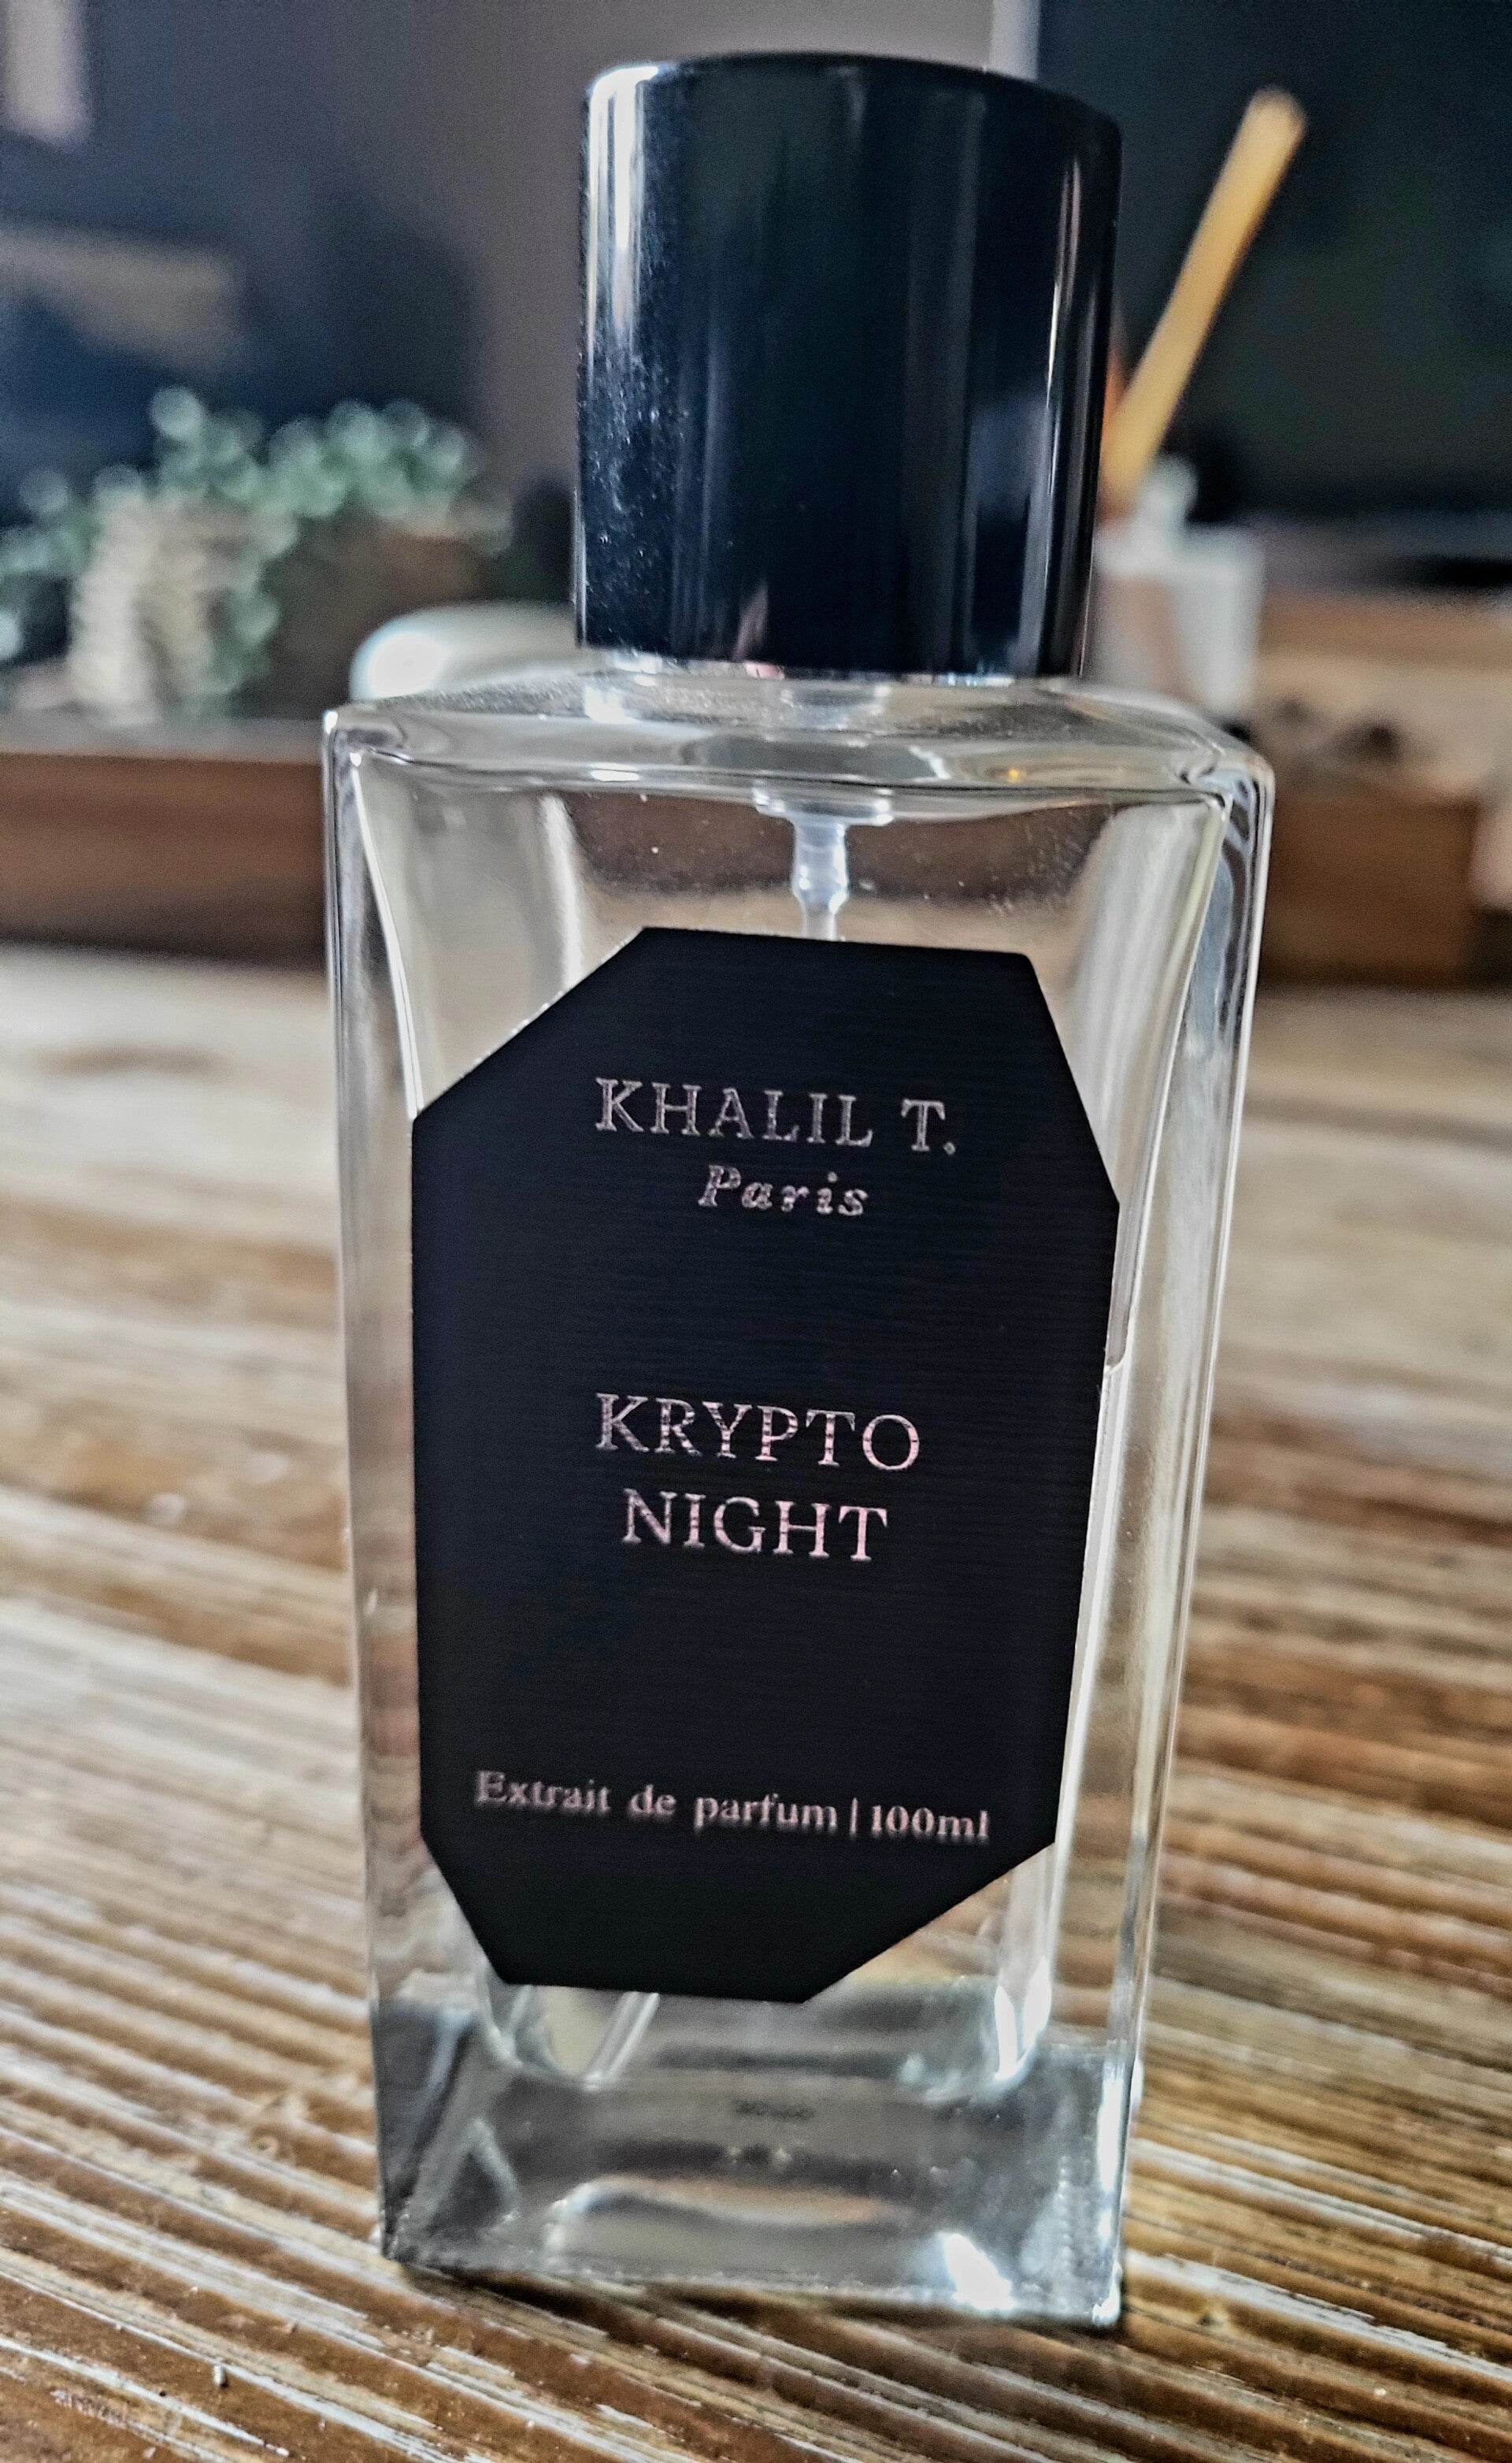 KHALIL T.
Paris
KRYPTO
NIGHT
Extrait de parfum | 100ml